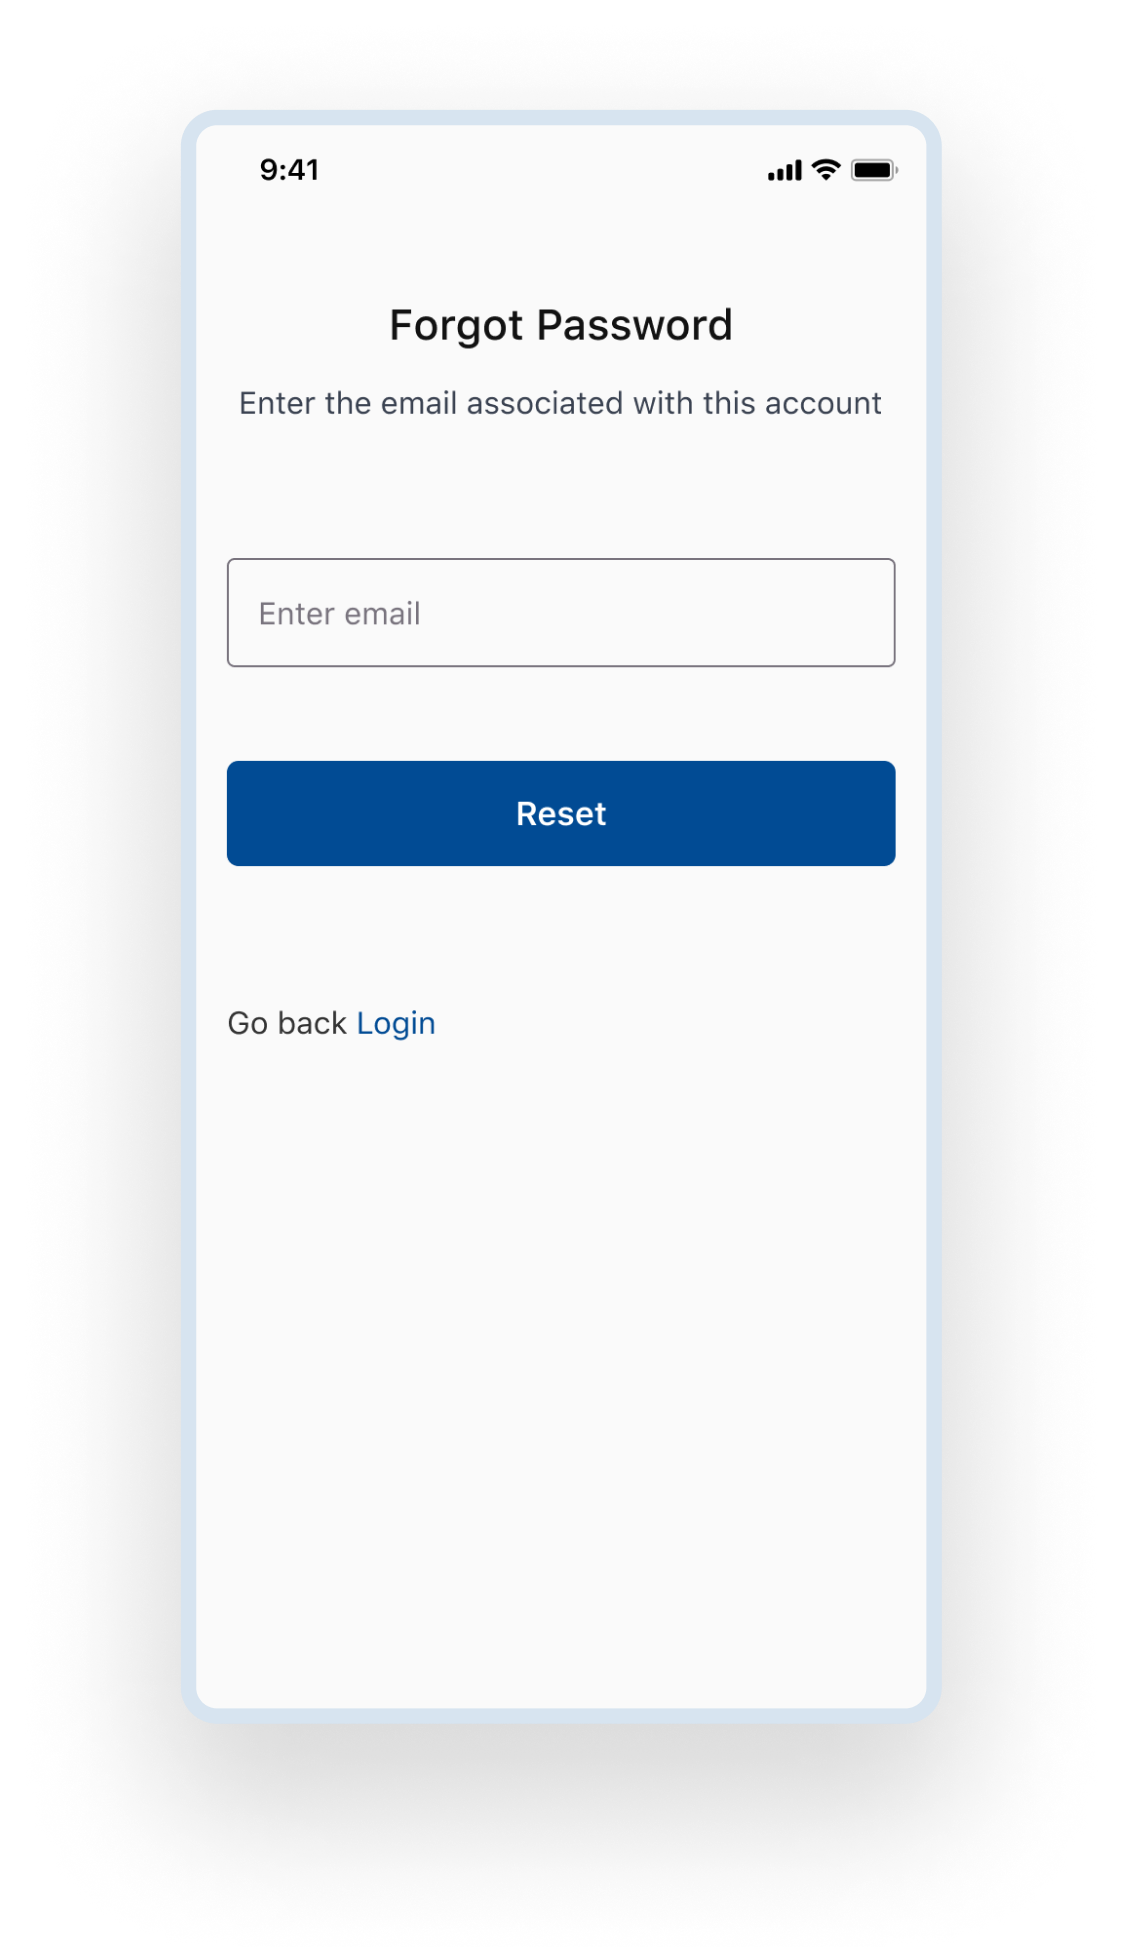 9:41
Forgot Password
Enter the email associated with this account
Enter email
Reset
Go back Login